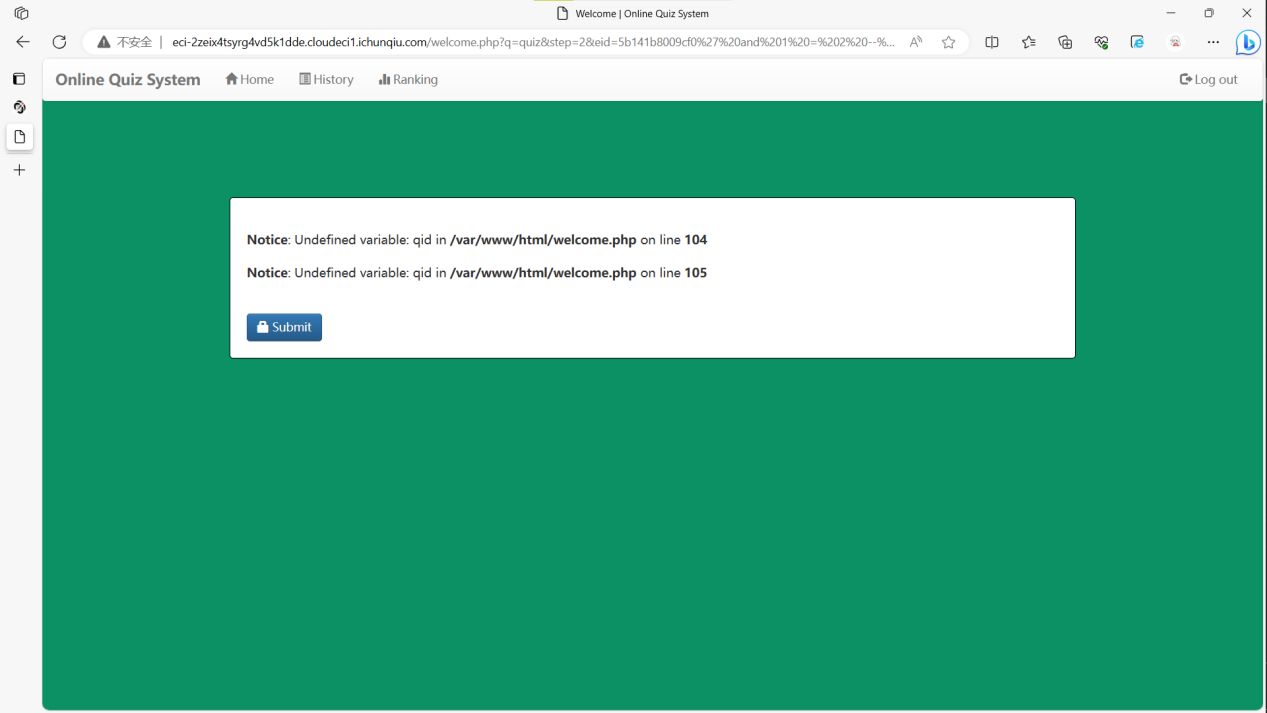 Welcome | Online Quiz System
不安全 | eci-2zeix4tsyrg4vd5k1dde.cloudeci1.ichunqiu.com/welcome.php?q=quiz&step=2&eid=5b141b8009cf0%27%20and%201%20=%202%20--%...
Online Quiz System Home History Ranking Log out
Notice: Undefined variable: qid in /var/www/html/welcome.php on line 104
Notice: Undefined variable: qid in /var/www/html/welcome.php on line 105
Submit